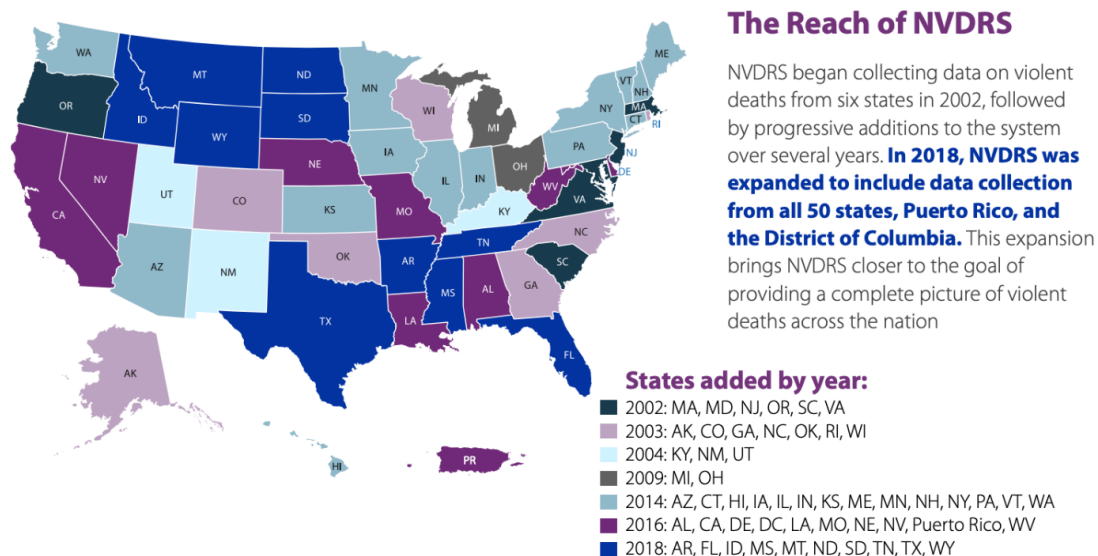 The Reach of NVDRS
NVDRS began collecting data on violent
deaths from six states in 2002, followed
by progressive additions to the system
over several years. In 2018, NVDRS was
expanded to include data collection
from all 50 states, Puerto Rico, and
the District of Columbia. This expansion
brings NVDRS closer to the goal of
providing a complete picture of violent
deaths across the nation
WA
OR
MT
ID
WY
ND
SD
MN
WI
MI
IA
NE
NV
CA
UT
CO
KS
MO
IL
IN
OH
KY
WV
VA
PA
NY
VT
NH
ME
MA
CT
RI
NJ
DE
AZ
NM
OK
AR
TN
NC
SC
GA
AL
MS
LA
TX
FL
AK
HI
PR
States added by year:
2002: MA, MD, NJ, OR, SC, VA
2003: AK, CO, GA, NC, OK, RI, WI
2004: KY, NM, UT
2009: MI, OH
2014: AZ, CT, HI, IA, IL, IN, KS, ME, MN, NH, NY, PA, VT, WA
2016: AL, CA, DE, DC, LA, MO, NE, NV, Puerto Rico, WV
2018: AR, FL, ID, MS, MT, ND, SD, TN, TX, WY